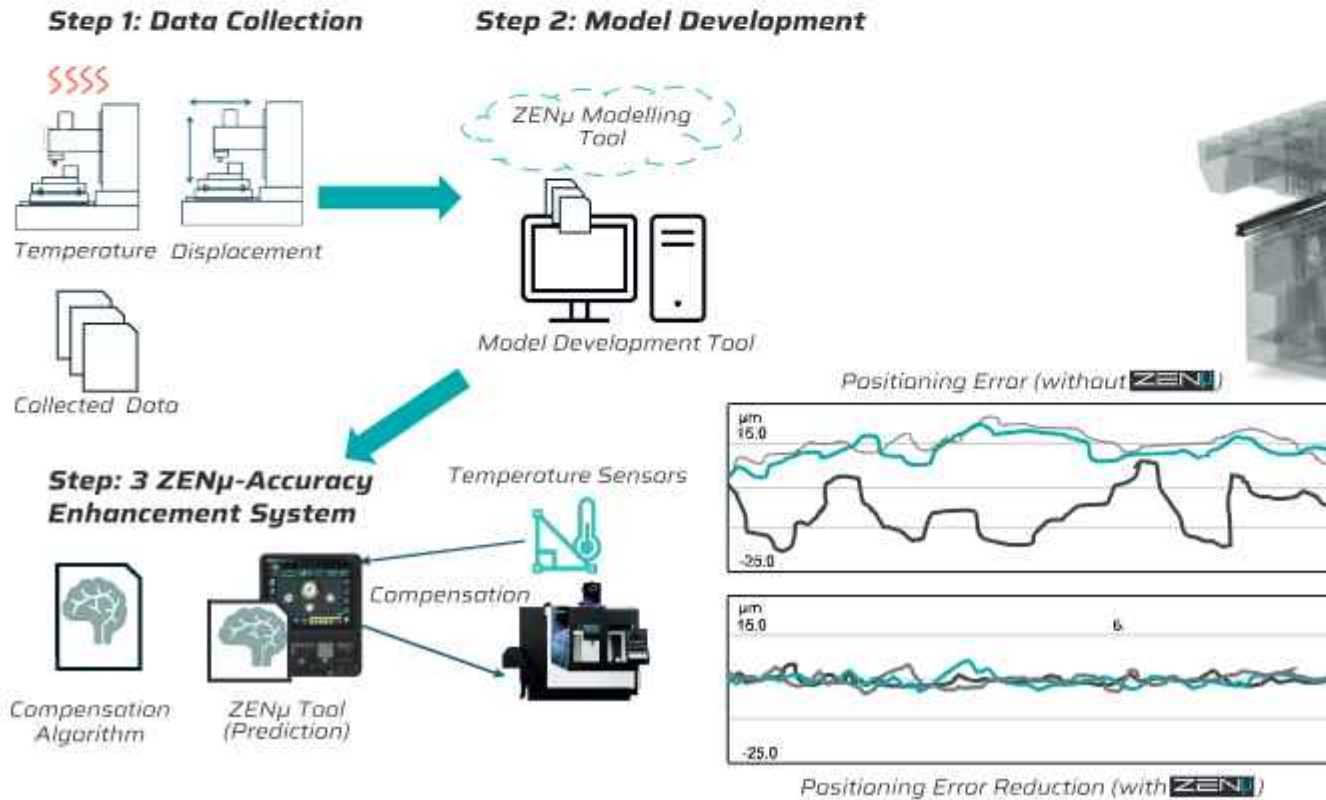 Step 1: Data Collection
Step 2: Model Development
ZENµ Modelling
Tool
Temperature
Displacement
Model Development Tool
Collected Data
Positioning Error (without ZENµ)
µm
15.0
-25.0
Step: 3 ZENµ-Accuracy
Enhancement System
Temperature Sensors
Compensation
Compensation
Algorithm
ZENµ Tool
(Prediction)
µm
15.0
6.
-25.0
Positioning Error Reduction (with ZENµ)